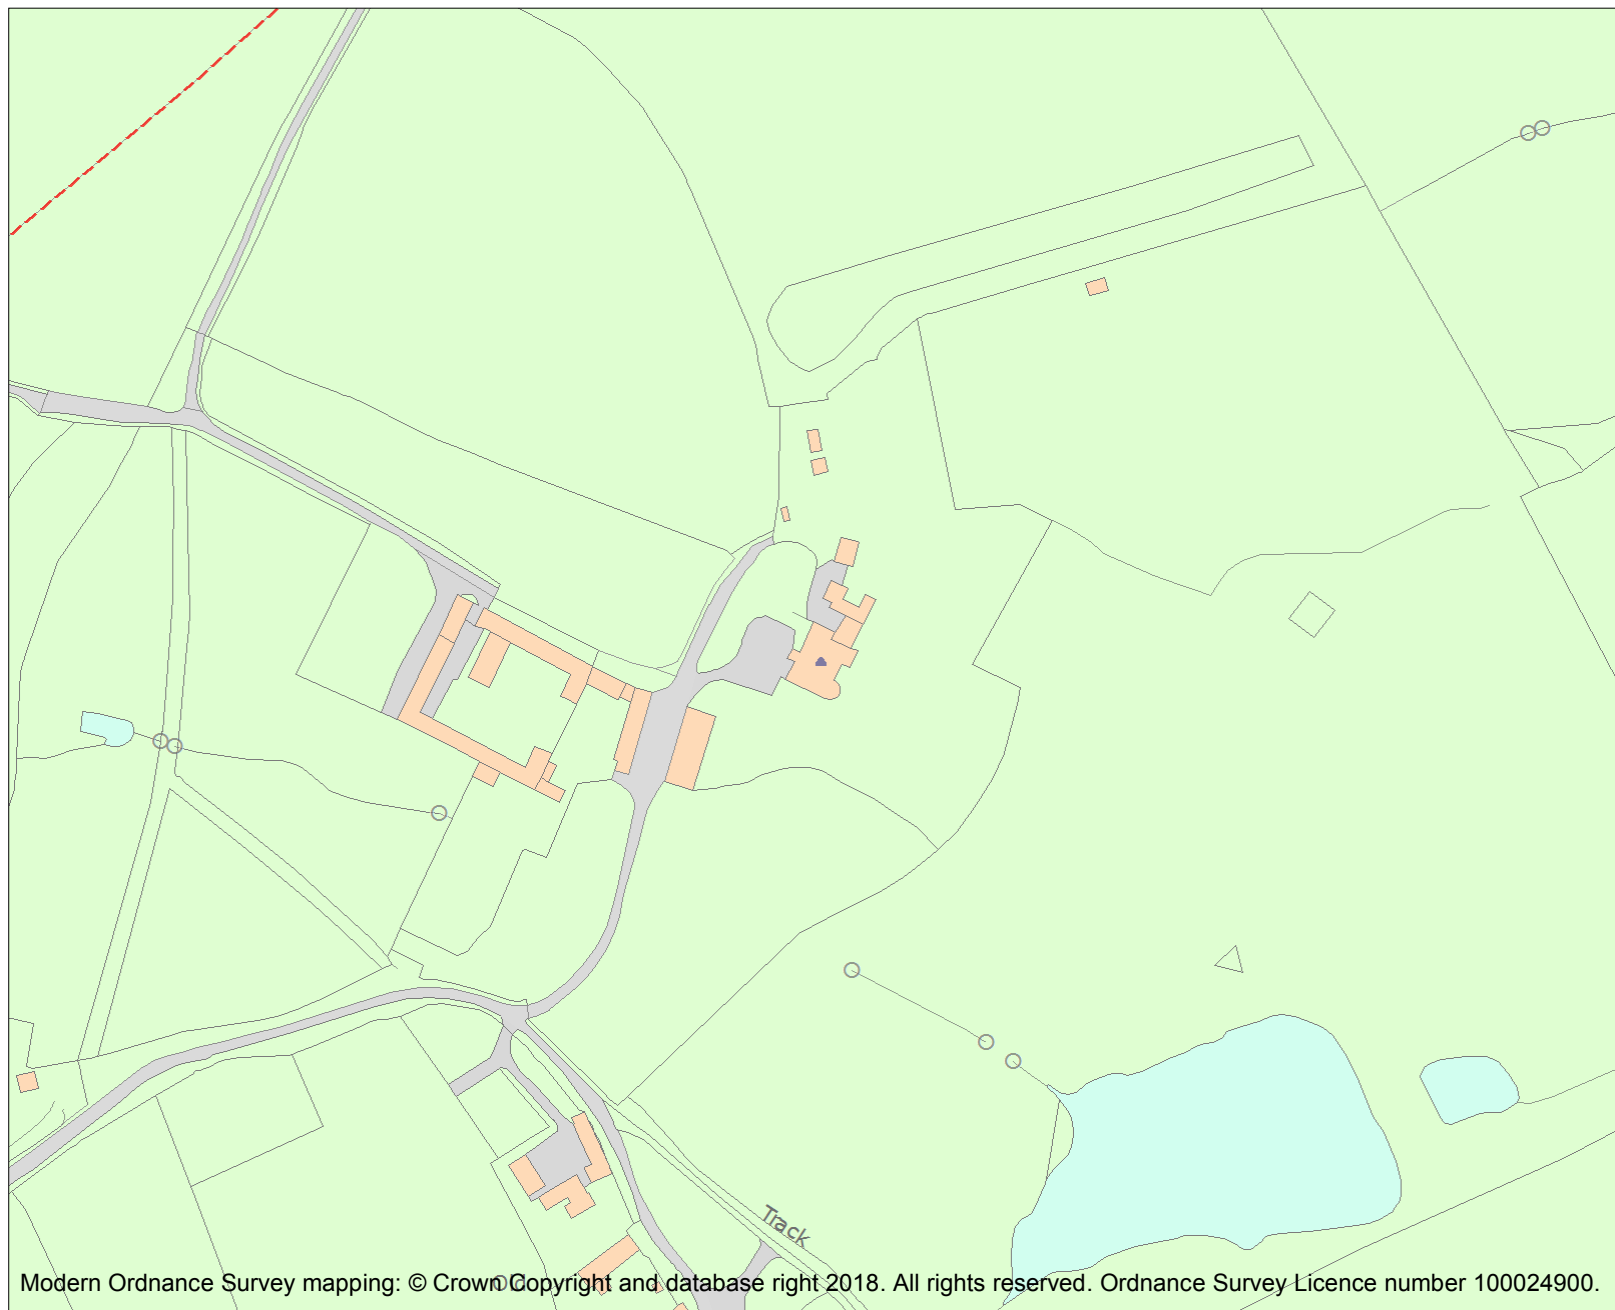 Track
Modern Ordnance Survey mapping: © Crown Copyright and database right 2018. All rights reserved. Ordnance Survey Licence number 100024900.